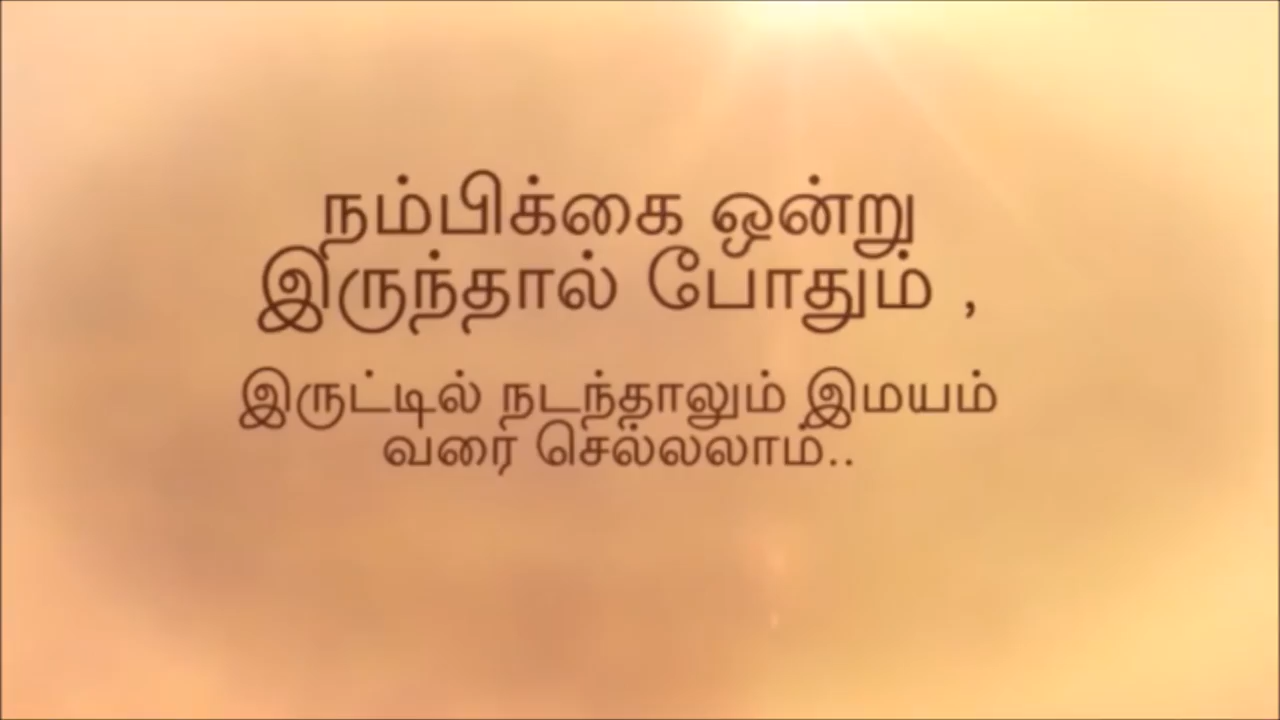 நம்பிக்கை ஒன்று
இருந்தால் போதும் ,
இருட்டில் நடந்தாலும் இமயம்
வரை செல்லலாம்..